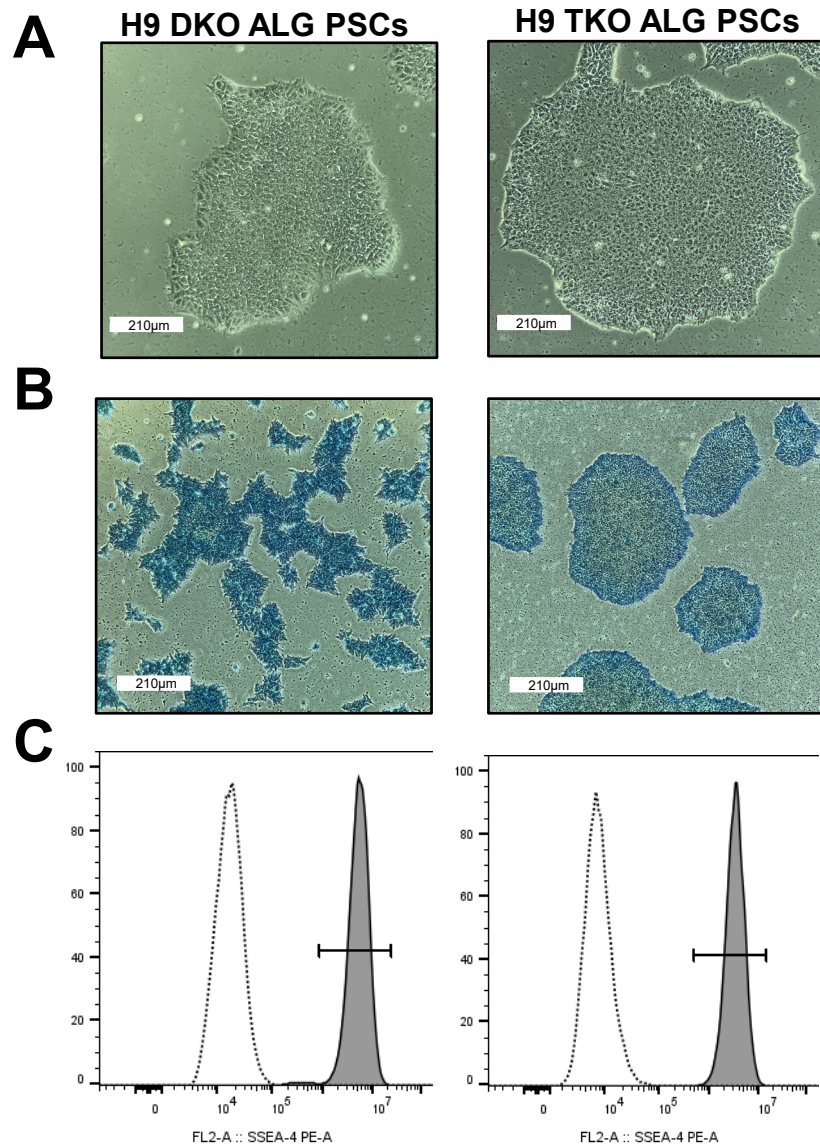 A
H9 DKO ALG PSCs
H9 TKO ALG PSCs
210µm
210µm
B
210µm
210µm
C
100
80
60
40
20
0
0
10^4
10^5
10^7
FL2-A :: SSEA-4 PE-A
100
80
60
40
20
0
0
10^4
10^5
10^7
FL2-A :: SSEA-4 PE-A